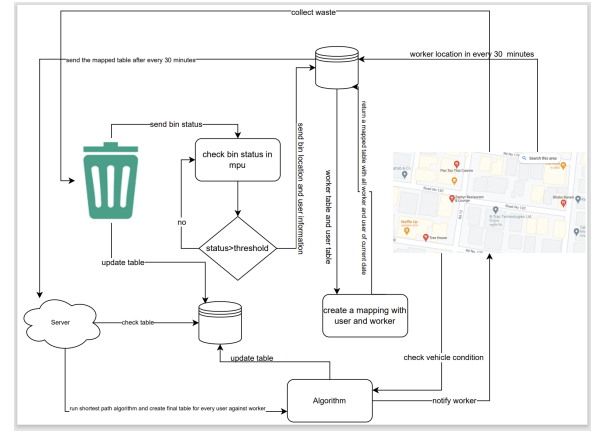 collect waste
send the mapped table after every 30 minutes
worker location in every 30 minutes
send bin status
check bin status in
mpu
no
status>threshold
send bin location and user information
worker table and user table
return a mapped table with all worker and user of current date
Search this area
update table
create a mapping with
user and worker
Server
check table
update table
check vehicle condition
Algorithm
notify worker
run shortest path algorithm and create final table for every user against worker